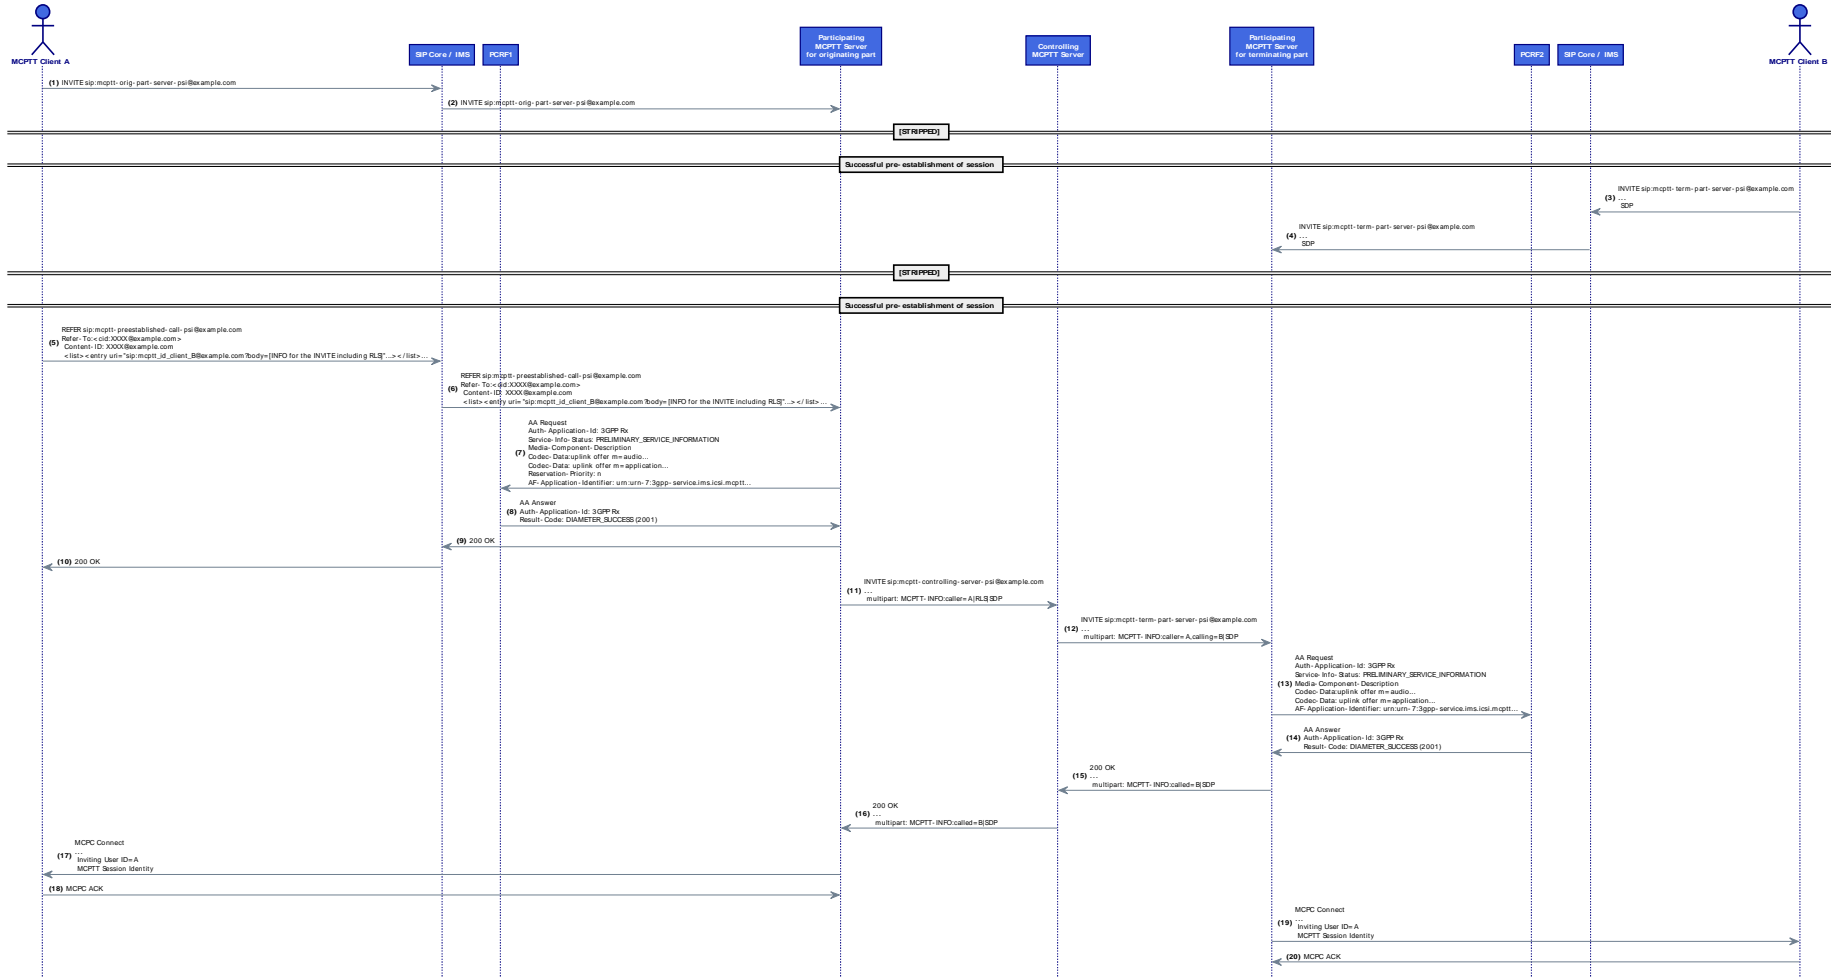 MCPTT Client A
SIP Core / IMS
PCRF1
Participating
MCPTT Server
for originating part
Controlling
MCPTT Server
Participating
MCPTT Server
for terminating part
PCRF2
SIP Core / IMS
MCPTT Client B
(1) INVITE sip:mcptt-orig-part-server-psi@example.com
(2) INVITE sip:mcptt-orig-part-server-psi@example.com
[STRIPPED]
Successful pre-establishment of session
INVITE sip:mcptt-term-part-server-psi@example.com
(3) ...
SDP
INVITE sip:mcptt-term-part-server-psi@example.com
(4) ...
SDP
[STRIPPED]
Successful pre-establishment of session
REFER sip:mcptt-preestablished-call-psi@example.com
Refer-To:<cid:XXXX@example.com>
(5) Content-ID: XXXX@example.com
<list><entry uri="sip:mcptt_id_client_B@example.com?body=[INFO for the INVITE including RLS]"...></list>...
REFER sip:mcptt-preestablished-call-psi@example.com
Refer-To:<cid:XXXX@example.com>
(6) Content-ID: XXXX@example.com
<list><entry uri="sip:mcptt_id_client_B@example.com?body=[INFO for the INVITE including RLS]"...></list>...
AA Request
Auth-Application-Id: 3GPP Rx
Service-Info-Status: PRELIMINARY_SERVICE_INFORMATION
(7) Media-Component-Description
Codec-Data:uplink offer m=audio...
Codec-Data: uplink offer m=application...
Reservation-Priority: n
AF-Application-Identifier: urn:urn-7:3gpp-service.ims.icsi.mcptt...
AA Answer
(8) Auth-Application-Id: 3GPP Rx
Result-Code: DIAMETER_SUCCESS (2001)
(9) 200 OK
(10) 200 OK
INVITE sip:mcptt-controlling-server-psi@example.com
(11) ...
multipart: MCPTT-INFO:caller=A|RLS|SDP
INVITE sip:mcptt-term-part-server-psi@example.com
(12) ...
multipart: MCPTT-INFO:caller=A,calling=B|SDP
AA Request
Auth-Application-Id: 3GPP Rx
Service-Info-Status: PRELIMINARY_SERVICE_INFORMATION
(13) Media-Component-Description
Codec-Data:uplink offer m=audio...
Codec-Data: uplink offer m=application...
AF-Application-Identifier: urn:urn-7:3gpp-service.ims.icsi.mcptt...
AA Answer
(14) Auth-Application-Id: 3GPP Rx
Result-Code: DIAMETER_SUCCESS (2001)
200 OK
(15) ...
multipart: MCPTT-INFO:called=B|SDP
200 OK
(16) ...
multipart: MCPTT-INFO:called=B|SDP
MCPC Connect
(17) ...
Inviting User ID=A
MCPTT Session Identity
(18) MCPC ACK
MCPC Connect
(19) ...
Inviting User ID=A
MCPTT Session Identity
(20) MCPC ACK